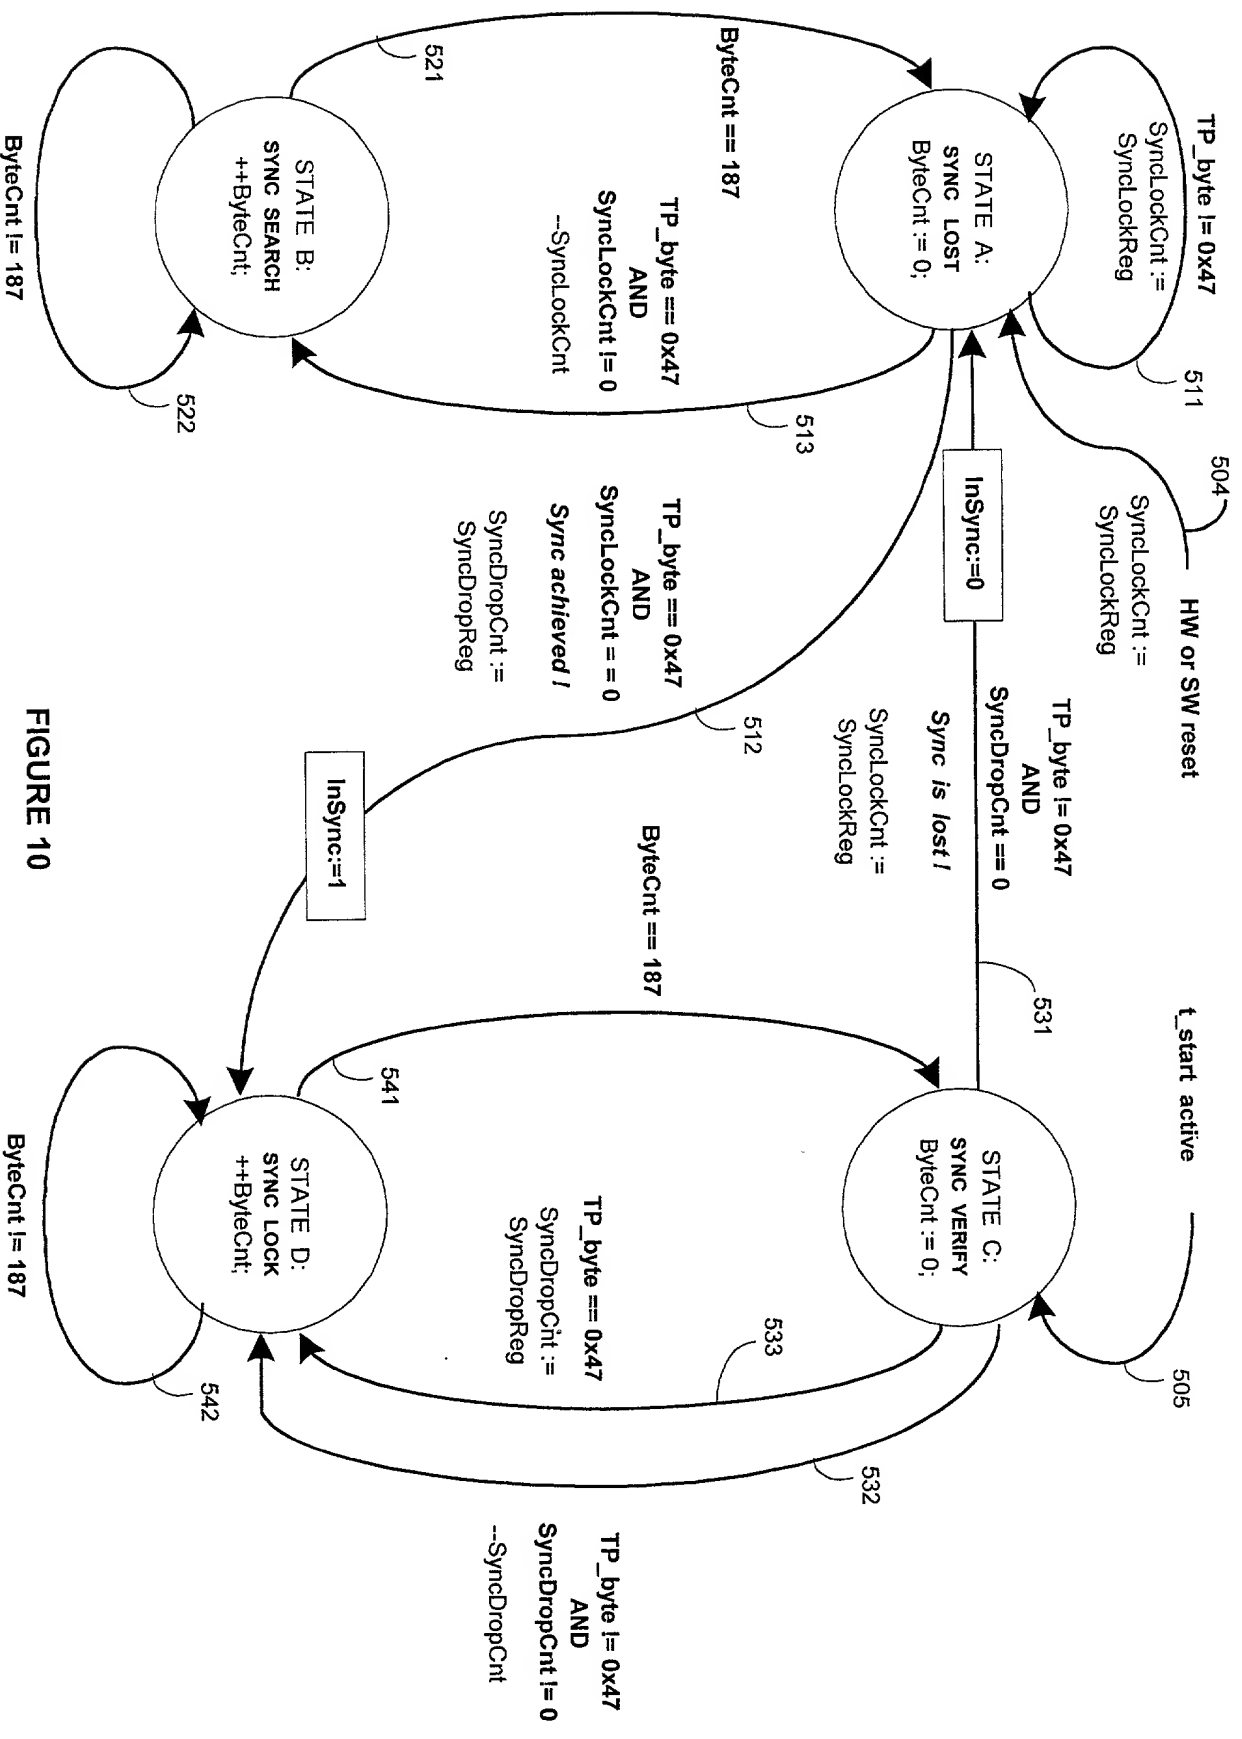 504
HW or SW reset
SyncLockCnt :=
SyncLockReg
t_start active
505
TP_byte != 0x47
SyncLockCnt :=
SyncLockReg
511
STATE A:
SYNC LOST
ByteCnt := 0;
InSync:=0
TP_byte != 0x47
AND
SyncDropCnt == 0
Sync is lost !
SyncLockCnt :=
SyncLockReg
531
STATE C:
SYNC VERIFY
ByteCnt := 0;
ByteCnt == 187
521
TP_byte == 0x47
AND
SyncLockCnt != 0
--SyncLockCnt
513
TP_byte == 0x47
AND
SyncLockCnt = = 0
Sync achieved !
SyncDropCnt :=
SyncDropReg
512
ByteCnt == 187
541
TP_byte == 0x47
SyncDropCnt :=
SyncDropReg
533
532
TP_byte != 0x47
AND
SyncDropCnt != 0
--SyncDropCnt
STATE B:
SYNC SEARCH
++ByteCnt;
522
ByteCnt != 187
InSync:=1
STATE D:
SYNC LOCK
++ByteCnt;
542
ByteCnt != 187
FIGURE 10